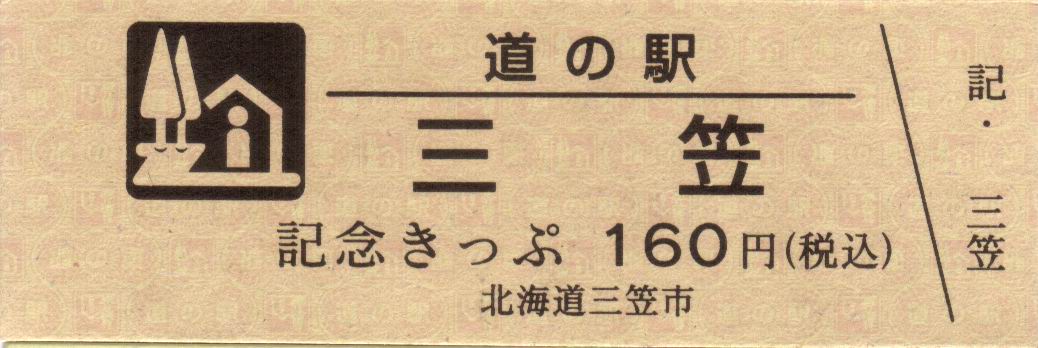 道の駅
三笠
記念きっぷ 160円(税込)
北海道三笠市
記・三笠